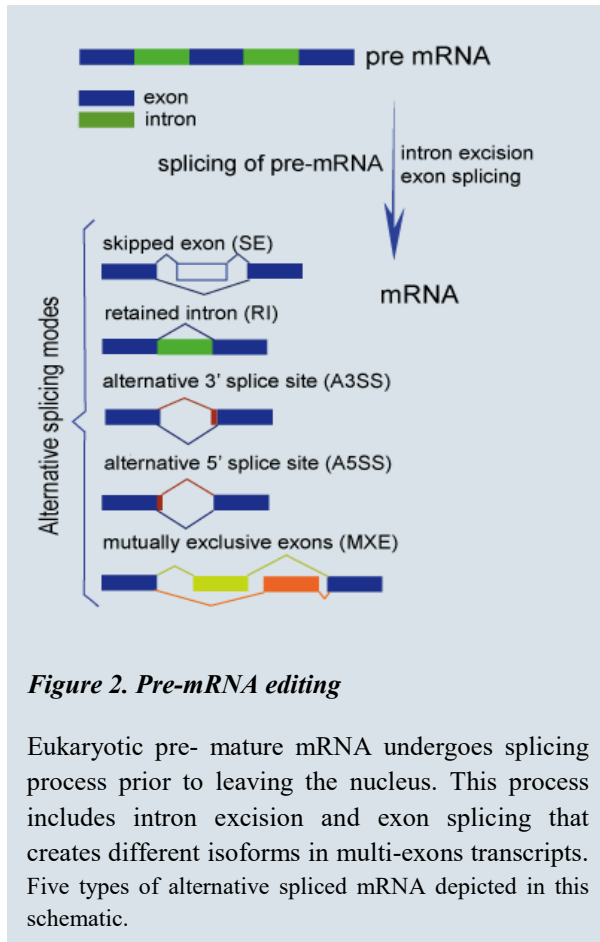 pre mRNA
exon
intron
splicing of pre-mRNA
intron excision
exon splicing
mRNA
Alternative splicing modes
skipped exon (SE)
retained intron (RI)
alternative 3' splice site (A3SS)
alternative 5' splice site (A5SS)
mutually exclusive exons (MXE)
Figure 2. Pre-mRNA editing
Eukaryotic pre- mature mRNA undergoes splicing
process prior to leaving the nucleus. This process
includes intron excision and exon splicing that
creates different isoforms in multi-exons transcripts.
Five types of alternative spliced mRNA depicted in this
schematic.